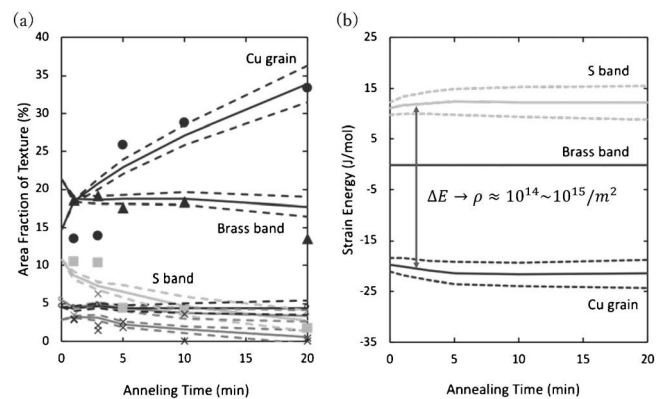 (a)
40
35
30
25
20
15
10
5
0
Area Fraction of Texture (%)
Cu grain
Brass band
S band
0 5 10 15 20
Anneling Time (min)
(b)
25
15
5
-5
-15
-25
-35
Strain Energy (J/mol)
S band
Brass band
ΔE → ρ ≈ 10¹⁴~10¹⁵/m²
Cu grain
0 5 10 15 20
Annealing Time (min)